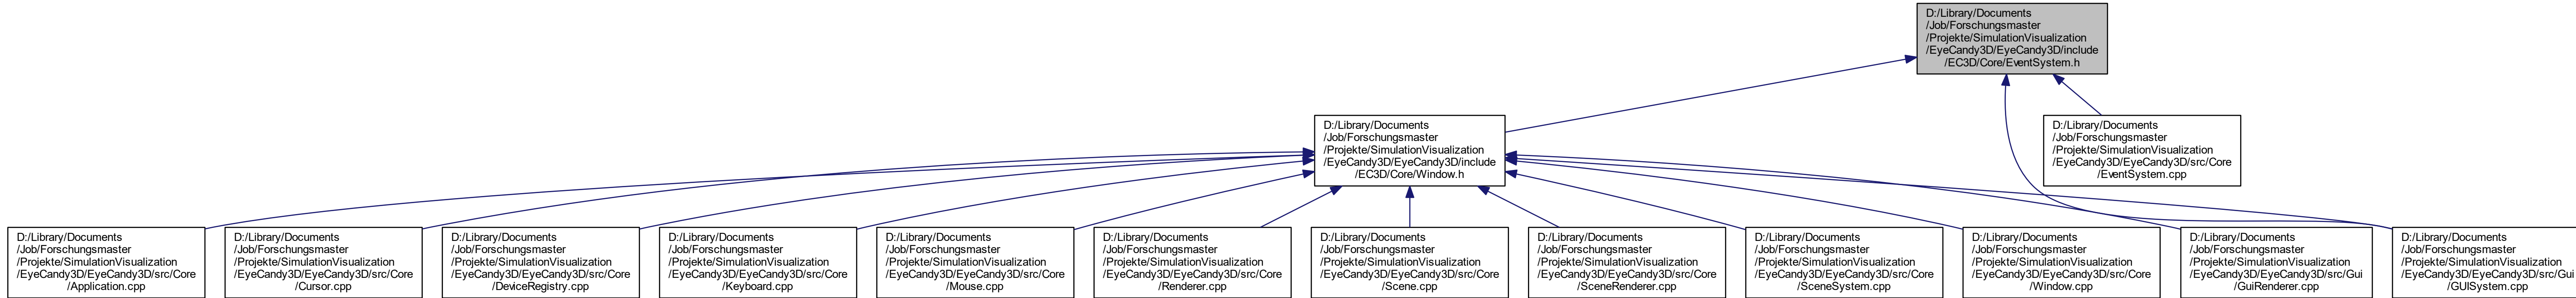 D:/Library/Documents
/Job/Forschungsmaster
/Projekte/SimulationVisualization
/EyeCandy3D/EyeCandy3D/include
/EC3D/Core/EventSystem.h
D:/Library/Documents
/Job/Forschungsmaster
/Projekte/SimulationVisualization
/EyeCandy3D/EyeCandy3D/include
/EC3D/Core/Window.h
D:/Library/Documents
/Job/Forschungsmaster
/Projekte/SimulationVisualization
/EyeCandy3D/EyeCandy3D/src/Core
/EventSystem.cpp
D:/Library/Documents
/Job/Forschungsmaster
/Projekte/SimulationVisualization
/EyeCandy3D/EyeCandy3D/src/Core
/Application.cpp
D:/Library/Documents
/Job/Forschungsmaster
/Projekte/SimulationVisualization
/EyeCandy3D/EyeCandy3D/src/Core
/Cursor.cpp
D:/Library/Documents
/Job/Forschungsmaster
/Projekte/SimulationVisualization
/EyeCandy3D/EyeCandy3D/src/Core
/DeviceRegistry.cpp
D:/Library/Documents
/Job/Forschungsmaster
/Projekte/SimulationVisualization
/EyeCandy3D/EyeCandy3D/src/Core
/Keyboard.cpp
D:/Library/Documents
/Job/Forschungsmaster
/Projekte/SimulationVisualization
/EyeCandy3D/EyeCandy3D/src/Core
/Mouse.cpp
D:/Library/Documents
/Job/Forschungsmaster
/Projekte/SimulationVisualization
/EyeCandy3D/EyeCandy3D/src/Core
/Renderer.cpp
D:/Library/Documents
/Job/Forschungsmaster
/Projekte/SimulationVisualization
/EyeCandy3D/EyeCandy3D/src/Core
/Scene.cpp
D:/Library/Documents
/Job/Forschungsmaster
/Projekte/SimulationVisualization
/EyeCandy3D/EyeCandy3D/src/Core
/SceneRenderer.cpp
D:/Library/Documents
/Job/Forschungsmaster
/Projekte/SimulationVisualization
/EyeCandy3D/EyeCandy3D/src/Core
/SceneSystem.cpp
D:/Library/Documents
/Job/Forschungsmaster
/Projekte/SimulationVisualization
/EyeCandy3D/EyeCandy3D/src/Core
/Window.cpp
D:/Library/Documents
/Job/Forschungsmaster
/Projekte/SimulationVisualization
/EyeCandy3D/EyeCandy3D/src/Gui
/GuiRenderer.cpp
D:/Library/Documents
/Job/Forschungsmaster
/Projekte/SimulationVisualization
/EyeCandy3D/EyeCandy3D/src/Gui
/GUISystem.cpp